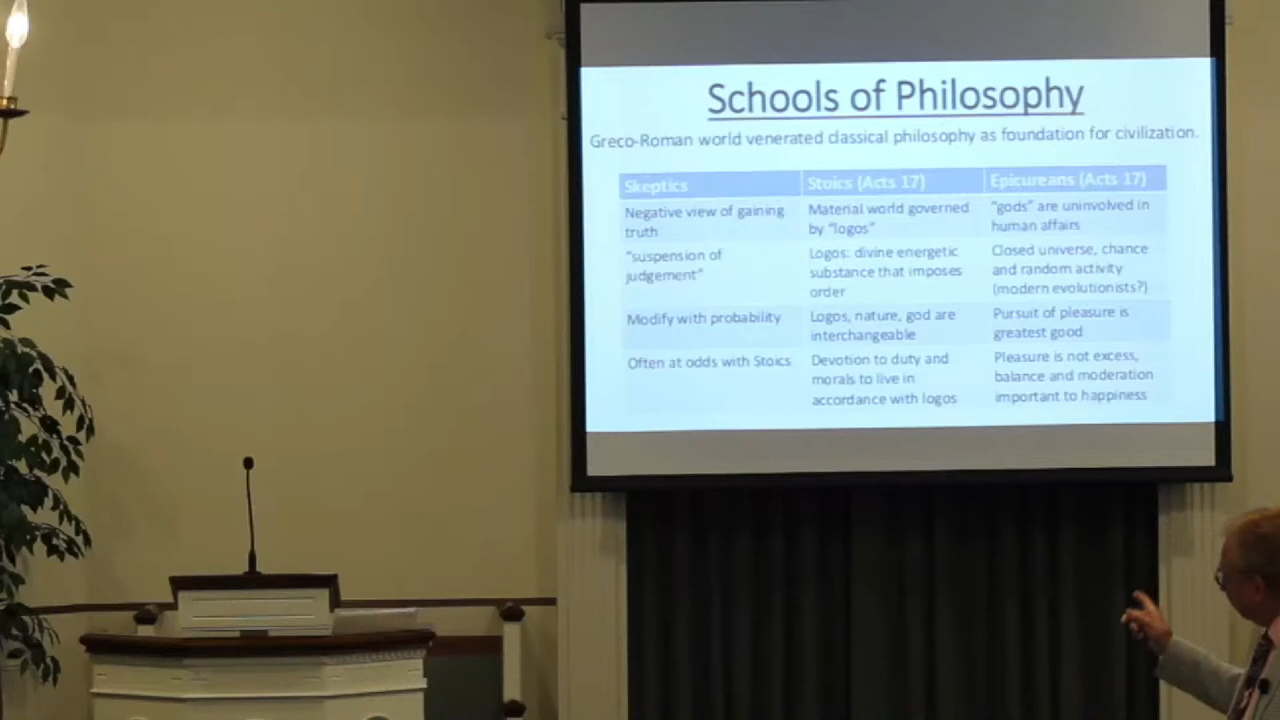 Schools of Philosophy
Greco-Roman world venerated classical philosophy as foundation for civilization.
Skeptics
Stoics (Acts 17)
Epicureans (Acts 17)
Negative view of gaining
truth
Material world governed
by "logos"
"gods" are uninvolved in
human affairs
"suspension of
judgement"
Logos: divine energetic
substance that imposes
order
Closed universe, chance
and random activity
(modern evolutionists?)
Modify with probability
Logos, nature, god are
interchangeable
Pursuit of pleasure is
greatest good
Often at odds with Stoics
Devotion to duty and
morals to live in
accordance with logos
Pleasure is not excess,
balance and moderation
important to happiness